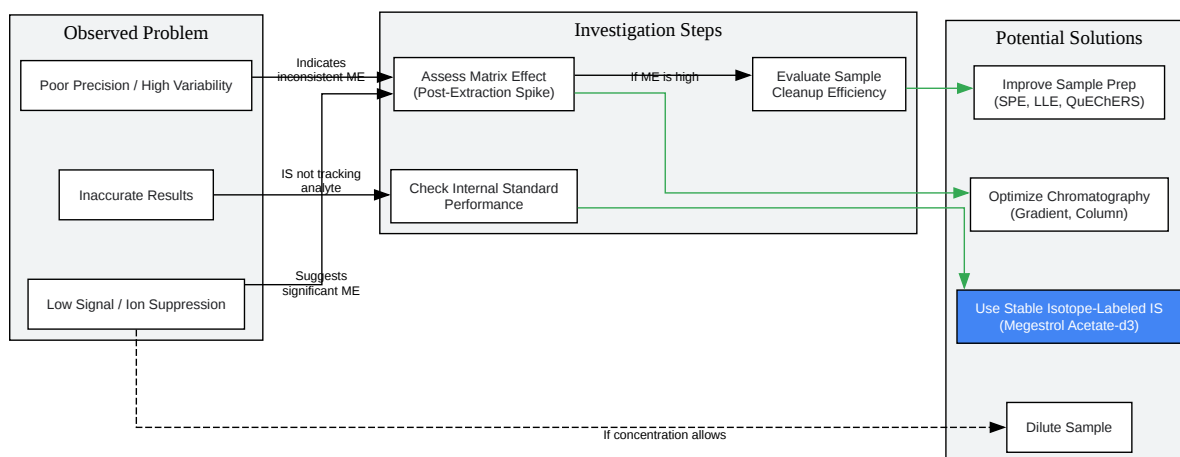 Observed Problem
Poor Precision / High Variability
Inaccurate Results
Low Signal / Ion Suppression
Indicates
inconsistent ME
IS not tracking
analyte
Suggests
significant ME
Investigation Steps
Assess Matrix Effect
(Post-Extraction Spike)
If ME is high
Evaluate Sample
Cleanup Efficiency
Check Internal Standard
Performance
Potential Solutions
Improve Sample Prep
(SPE, LLE, QuEChERS)
Optimize Chromatography
(Gradient, Column)
Use Stable Isotope-Labeled IS
(Megestrol Acetate-d3)
If concentration allows
Dilute Sample